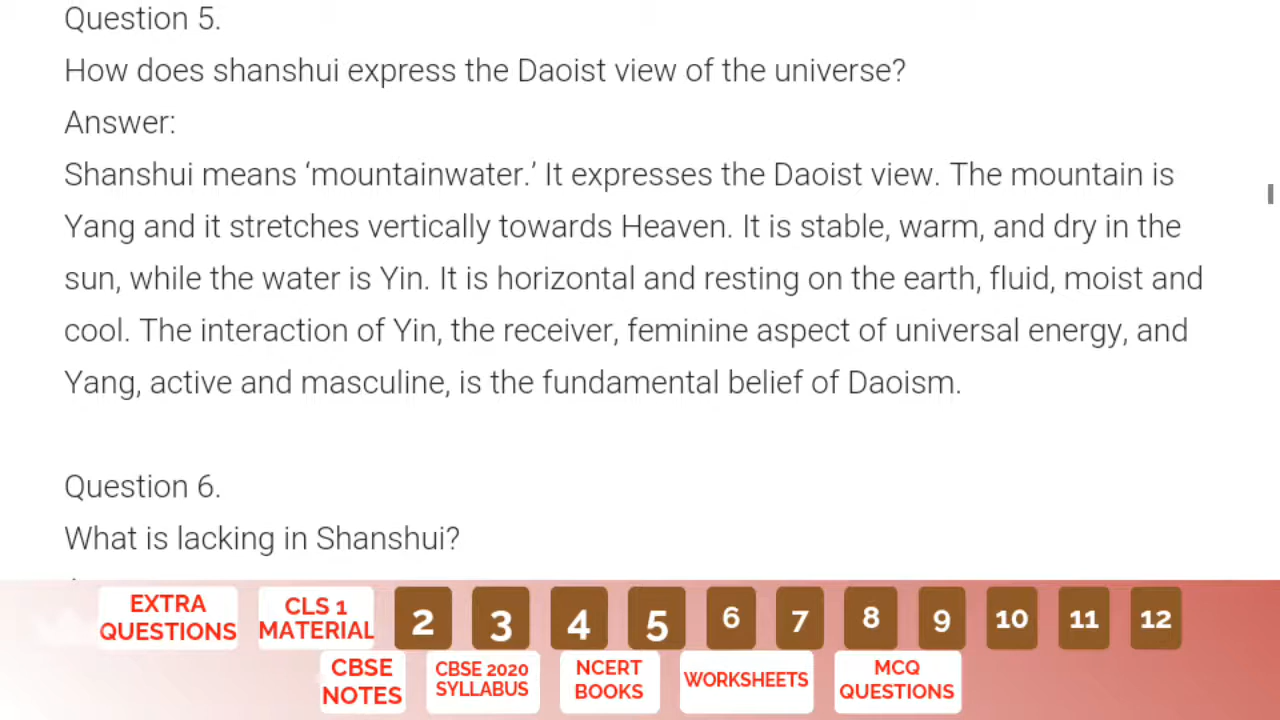 Question 5.
How does shanshui express the Daoist view of the universe?
Answer:
Shanshui means ‘mountainwater.’ It expresses the Daoist view. The mountain is
Yang and it stretches vertically towards Heaven. It is stable, warm, and dry in the
sun, while the water is Yin. It is horizontal and resting on the earth, fluid, moist and
cool. The interaction of Yin, the receiver, feminine aspect of universal energy, and
Yang, active and masculine, is the fundamental belief of Daoism.
Question 6.
What is lacking in Shanshui?
EXTRA QUESTIONS
CLS 1 MATERIAL
2 3 4 5 6 7 8 9 10 11 12
CBSE NOTES
CBSE 2020 SYLLABUS
NCERT BOOKS
WORKSHEETS
MCQ QUESTIONS